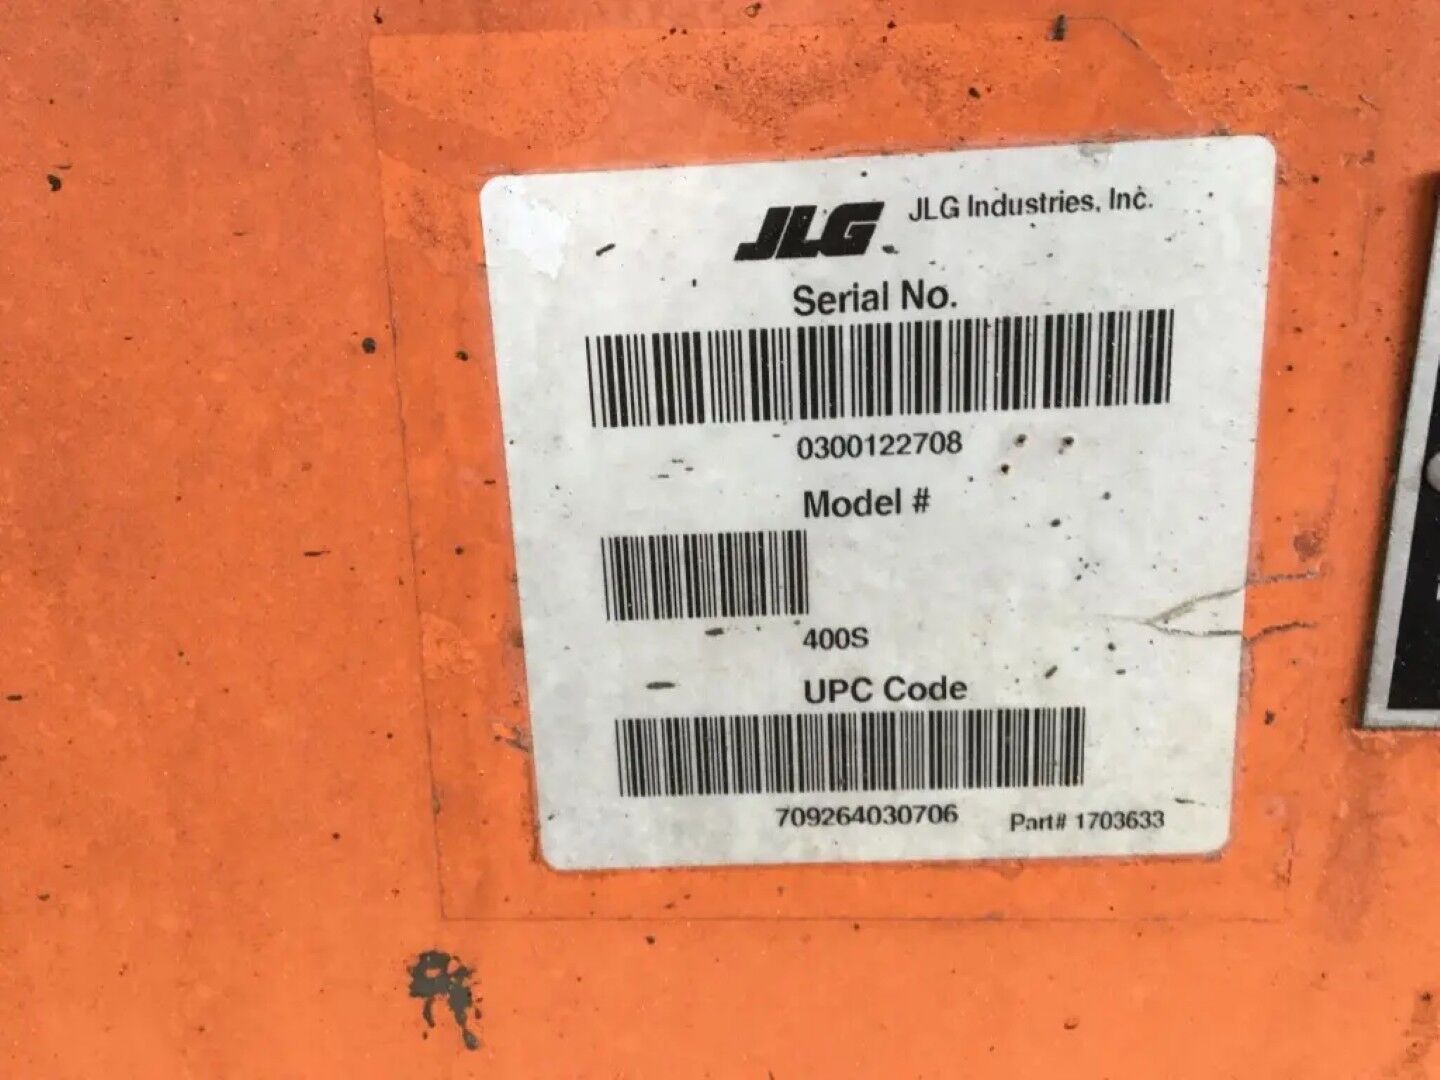 JLG JLG Industries, Inc.
Serial No.
0300122708
Model #
400S
UPC Code
709264030706 Part# 1703633